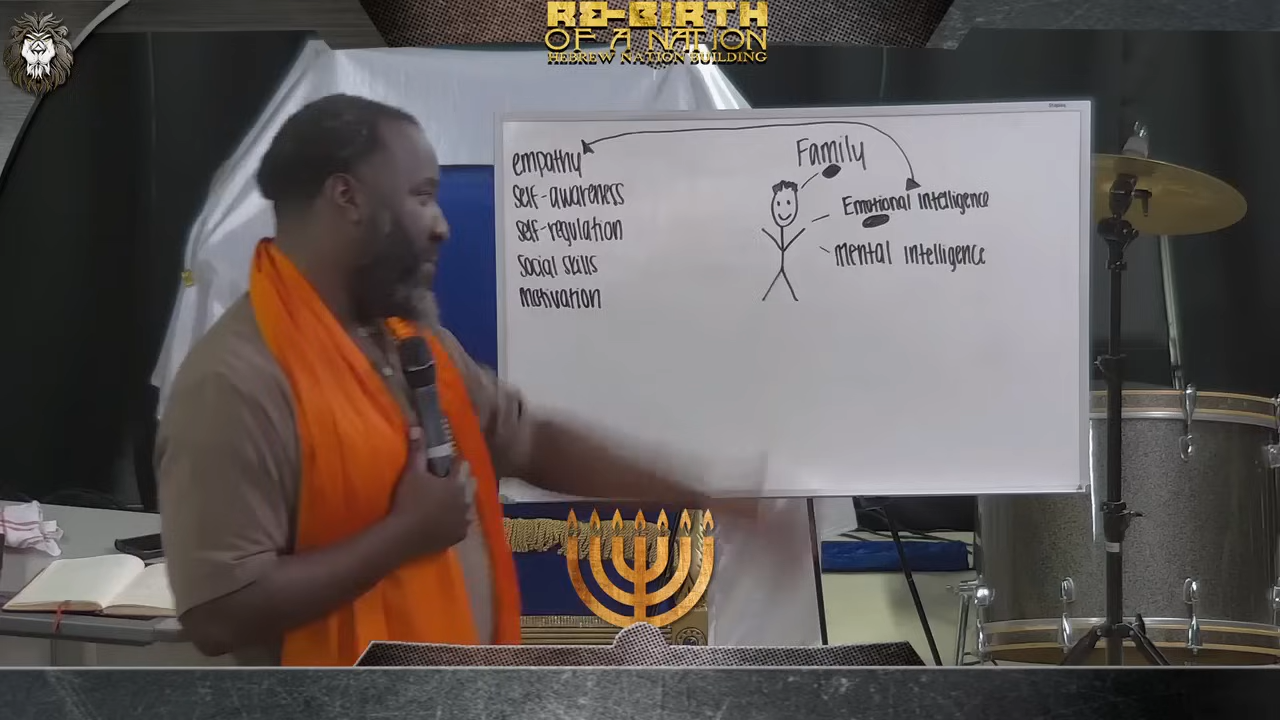 RE-BIRTH
OF A NATION
HEBREW NATION BUILDING
empathy
self-awareness
self-regulation
social skills
motivation
Family
Emotional intelligence
mental intelligence